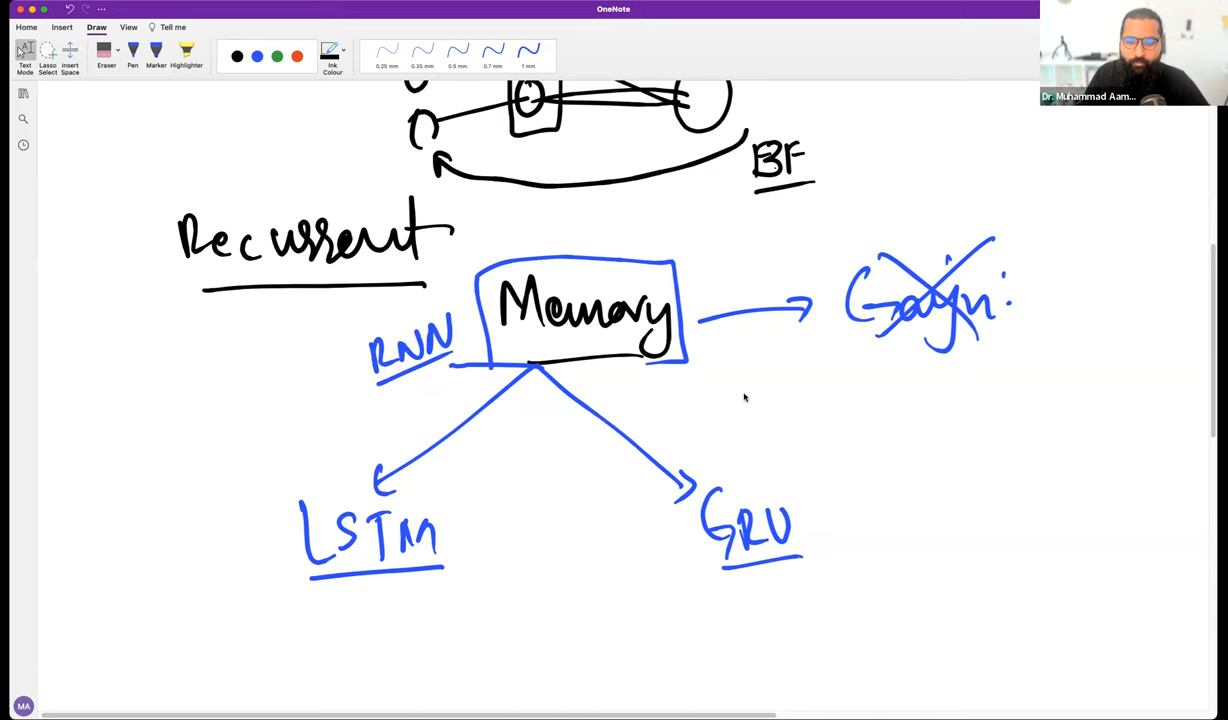 OneNote
Home Insert Draw View Tell me
Text Mode
Lasso Select
Insert Space
Eraser
Pen
Marker
Highlighter
Ink Colour
0.25 mm
0.35 mm
0.5 mm
0.7 mm
1 mm
Dr. Muhammad Aam...
BF
Recurrent
Memory
RNN
LSTM
GRU
MA